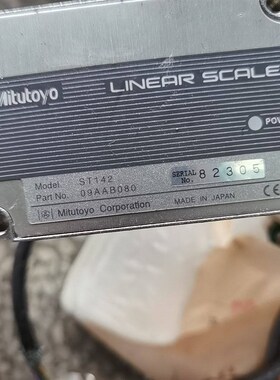 Mitutoyo LINEAR SCALE
POW
Model ST142
Part No. 09AAB080
SERIAL No. 82305
Mitutoyo Corporation MADE IN JAPAN CE